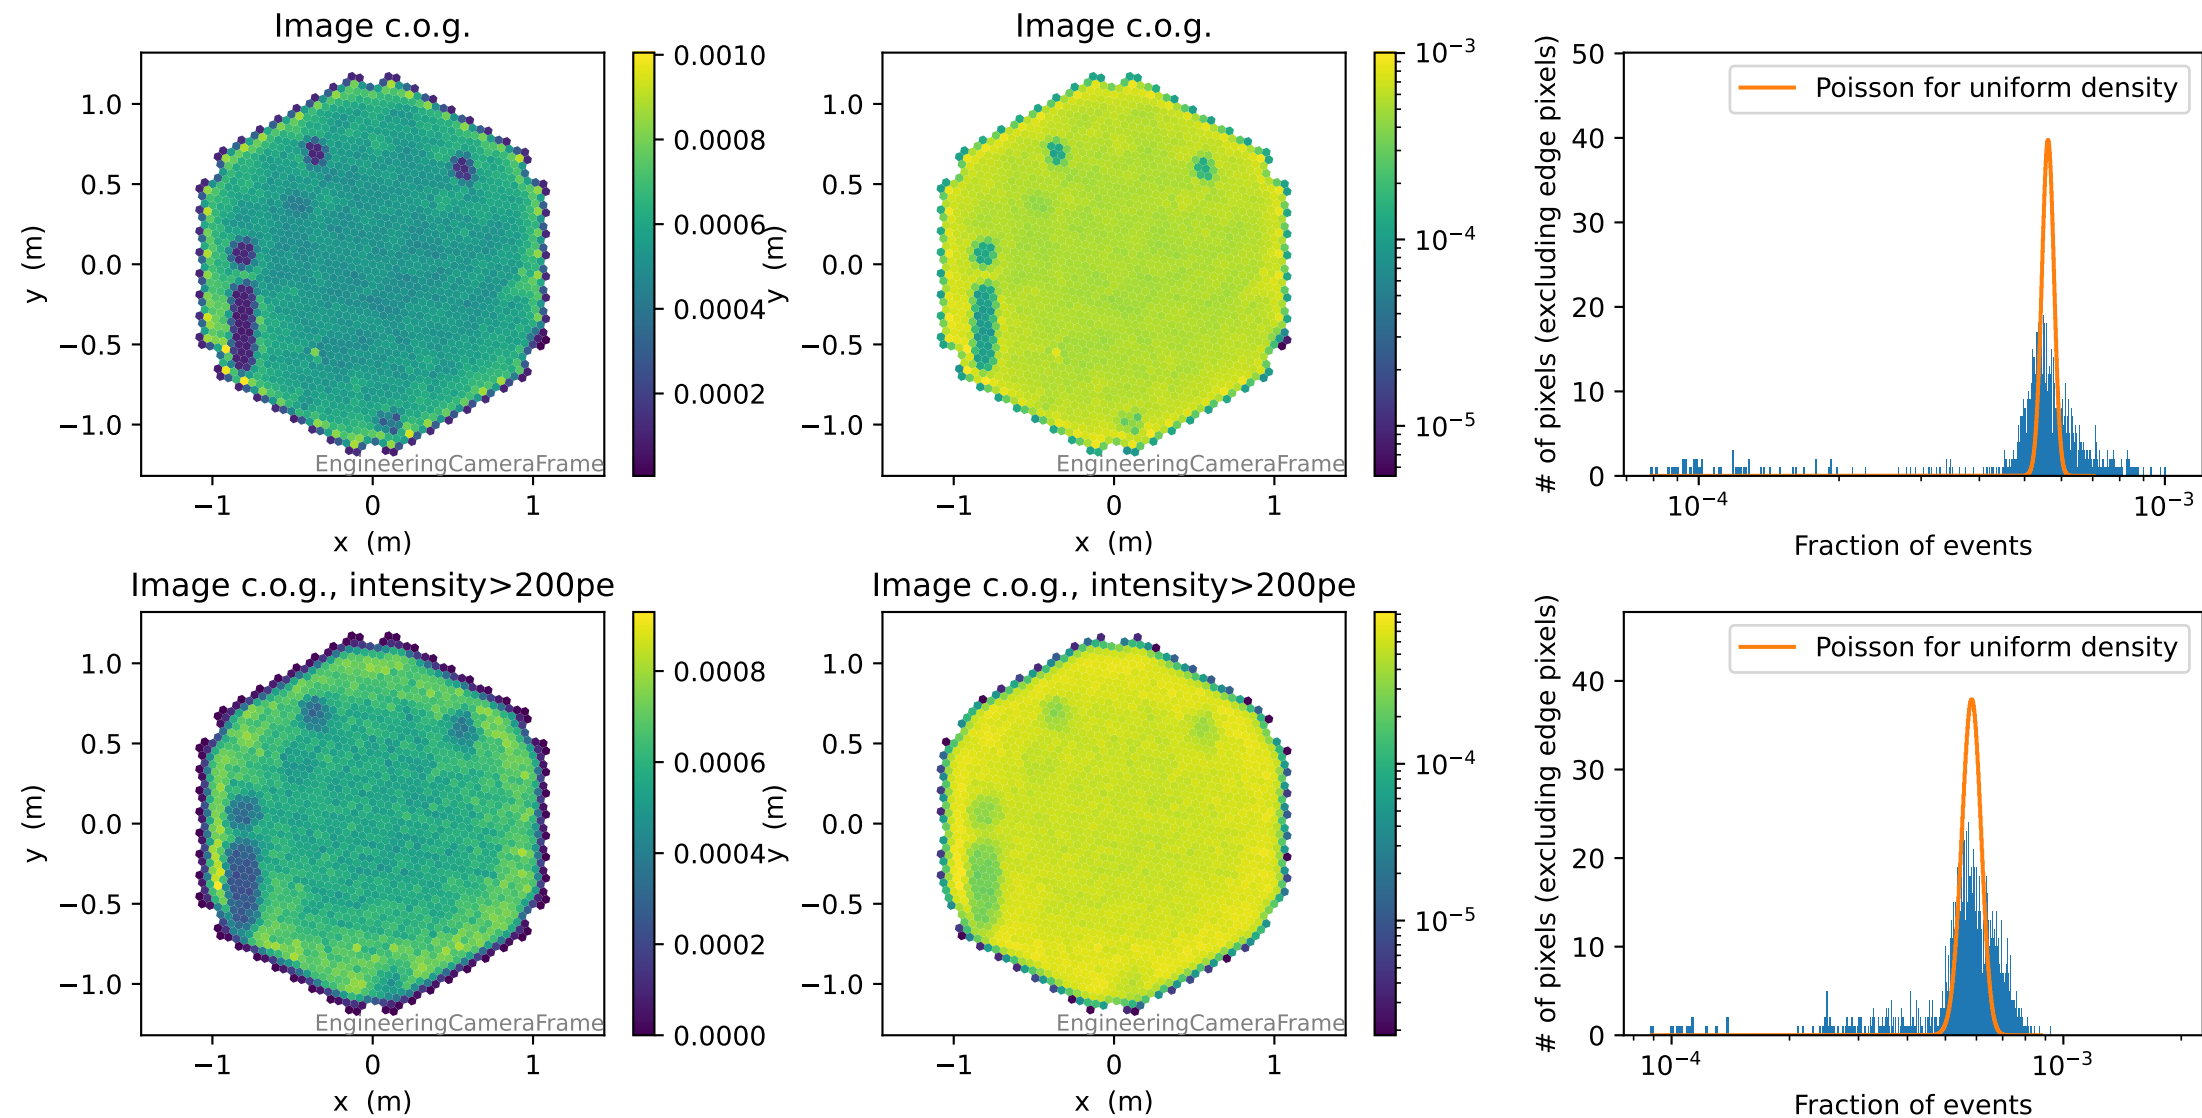 Image c.o.g.
y (m)
1.0
0.5
0.0
−0.5
−1.0
−1
0
1
x (m)
EngineeringCameraFrame
0.0010
0.0008
0.0006
0.0004
0.0002
Image c.o.g.
y (m)
1.0
0.5
0.0
−0.5
−1.0
−1
0
1
x (m)
EngineeringCameraFrame
10⁻³
10⁻⁴
10⁻⁵
# of pixels (excluding edge pixels)
50
40
30
20
10
0
Poisson for uniform density
10⁻⁴
10⁻³
Fraction of events
Image c.o.g., intensity>200pe
y (m)
1.0
0.5
0.0
−0.5
−1.0
−1
0
1
x (m)
EngineeringCameraFrame
0.0008
0.0006
0.0004
0.0002
0.0000
Image c.o.g., intensity>200pe
y (m)
1.0
0.5
0.0
−0.5
−1.0
−1
0
1
x (m)
EngineeringCameraFrame
10⁻⁴
10⁻⁵
# of pixels (excluding edge pixels)
40
30
20
10
0
Poisson for uniform density
10⁻⁴
10⁻³
Fraction of events